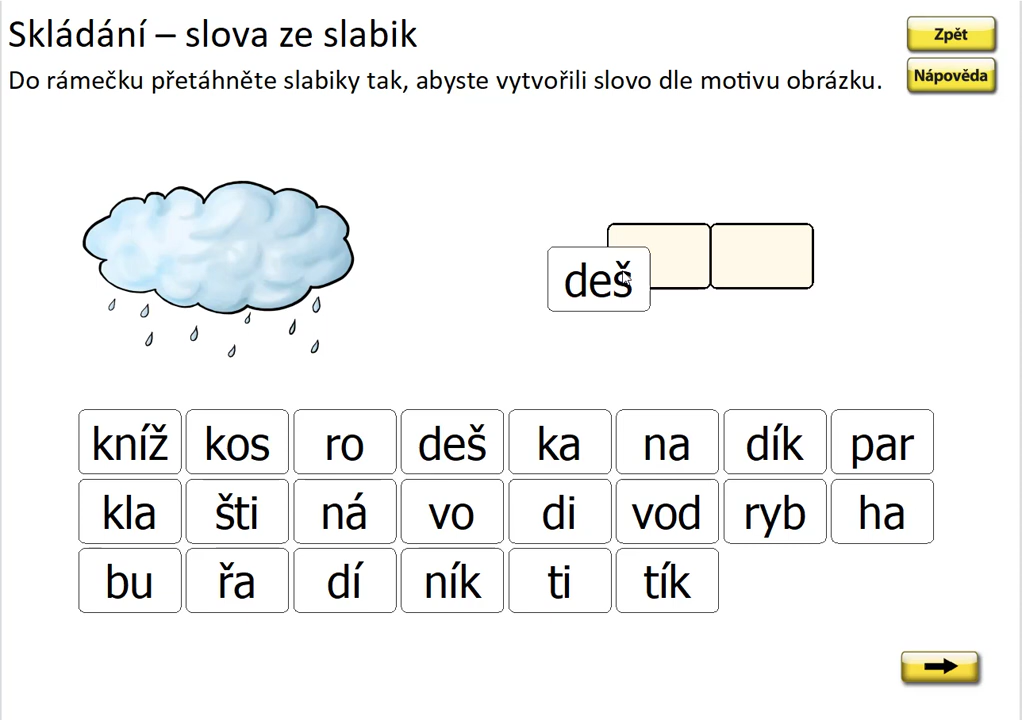 Skládání – slova ze slabik
Zpět
Do rámečku přetáhněte slabiky tak, abyste vytvořili slovo dle motivu obrázku.
Nápověda
deš
kníž kos ro deš ka na dík par
kla šti ná vo di vod ryb ha
bu řa dí ník ti tík